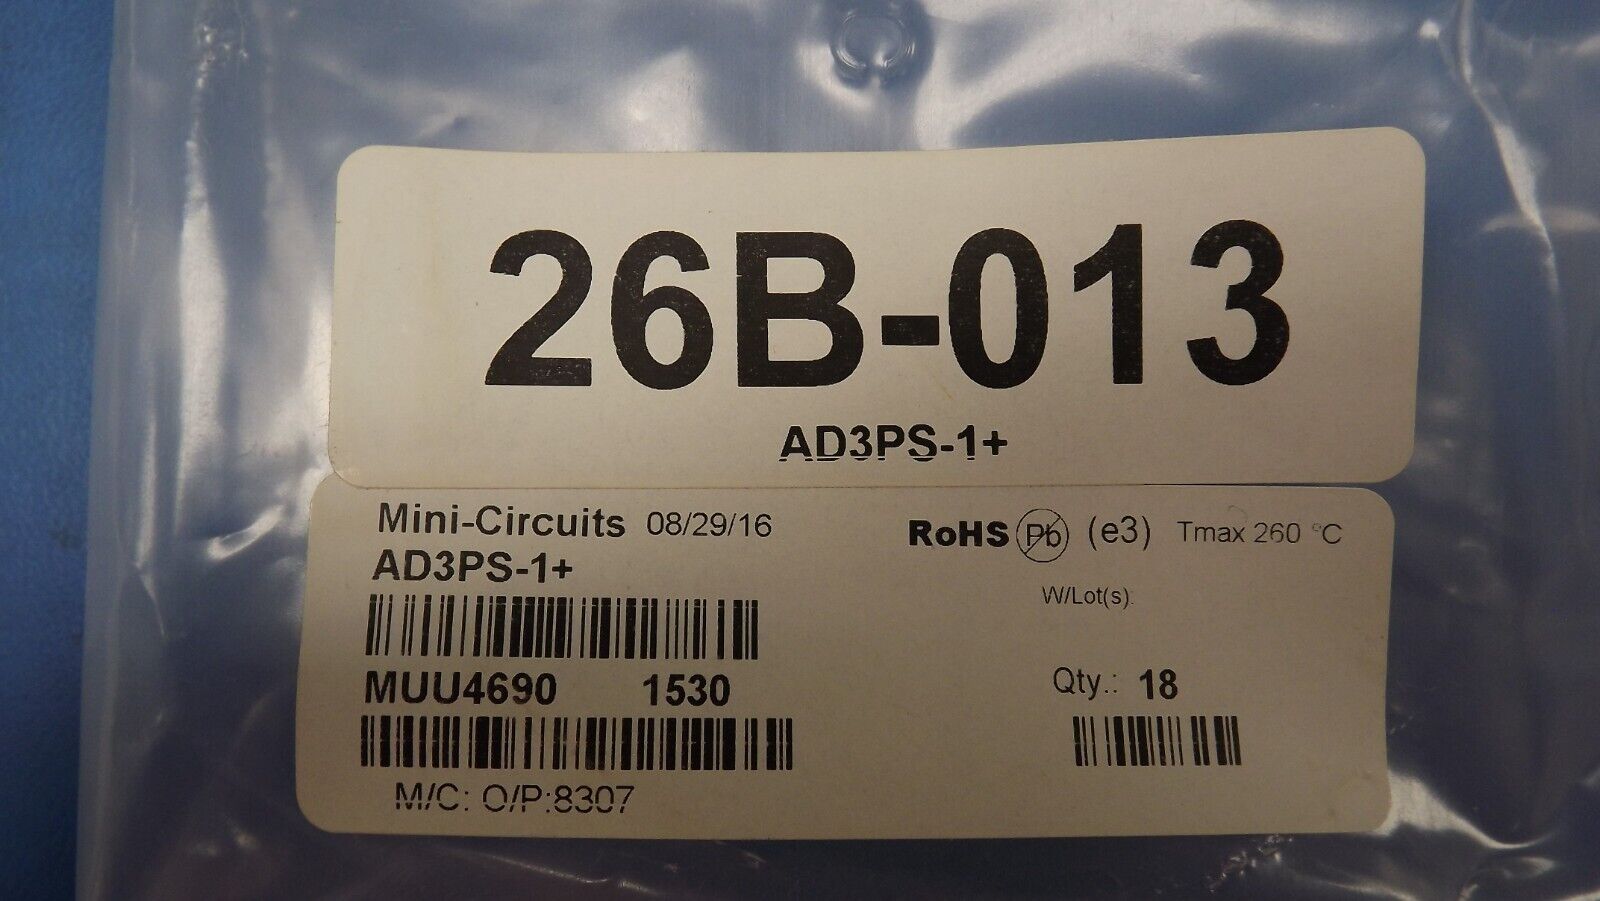 26B-013
AD3PS-1+
Mini-Circuits 08/29/16 RoHS Pb (e3) Tmax 260 °C
AD3PS-1+
W/Lot(s):
MUU4690 1530 Qty.: 18
M/C: O/P:8307